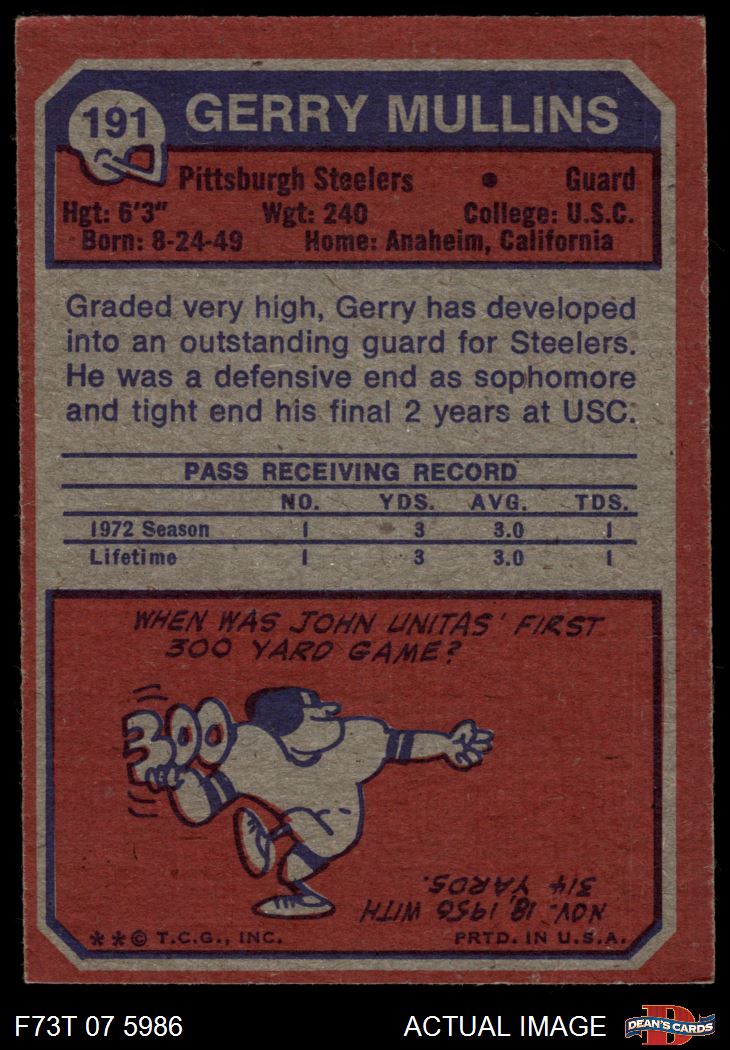 191 GERRY MULLINS
Pittsburgh Steelers • Guard
Hgt: 6'3" Wgt: 240 College: U.S.C.
Born: 8-24-49 Home: Anaheim, California
Graded very high, Gerry has developed
into an outstanding guard for Steelers.
He was a defensive end as sophomore
and tight end his final 2 years at USC.
PASS RECEIVING RECORD
NO. YDS. AVG. TDS.
1972 Season 1 3 3.0 1
Lifetime 1 3 3.0 1
WHEN WAS JOHN UNITAS' FIRST
300 YARD GAME?
300
NOV. 18, 1956 WITH
314 YARDS.
**© T.C.G., INC. PRTD. IN U.S.A.
F73T 07 5986 ACTUAL IMAGE
D
DEAN'S CARDS